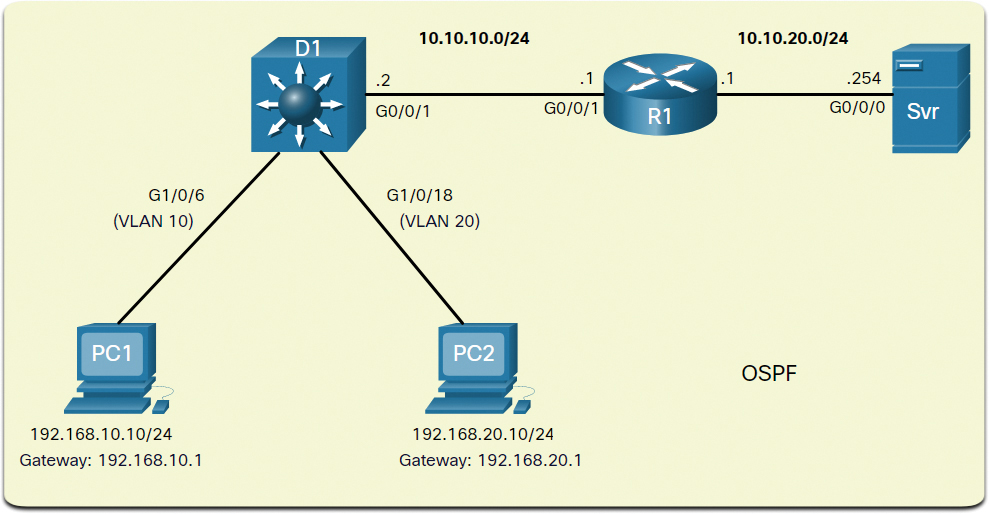 D1
10.10.10.0/24
10.10.20.0/24
.2
.1
.1
.254
G0/0/1
G0/0/1
R1
G0/0/0
Svr
G1/0/6
(VLAN 10)
G1/0/18
(VLAN 20)
PC1
PC2
OSPF
192.168.10.10/24
Gateway: 192.168.10.1
192.168.20.10/24
Gateway: 192.168.20.1